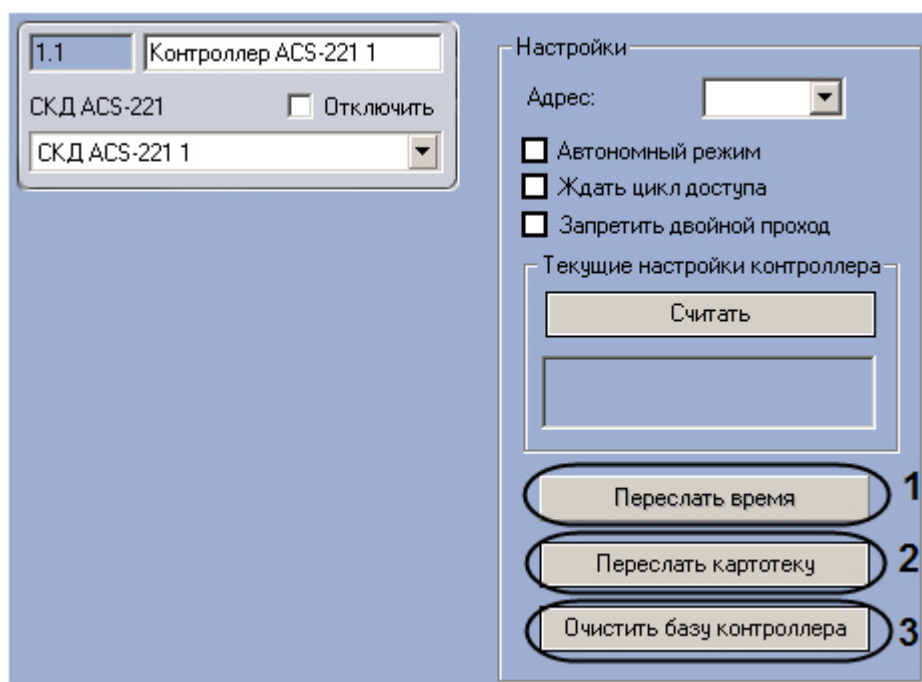 1.1
Контроллер ACS-221 1
СКД ACS-221
Отключить
СКД ACS-221 1
Настройки
Адрес:
Автономный режим
Ждать цикл доступа
Запретить двойной проход
Текущие настройки контроллера
Считать
Переслать время
1
Переслать картотеку
2
Очистить базу контроллера
3